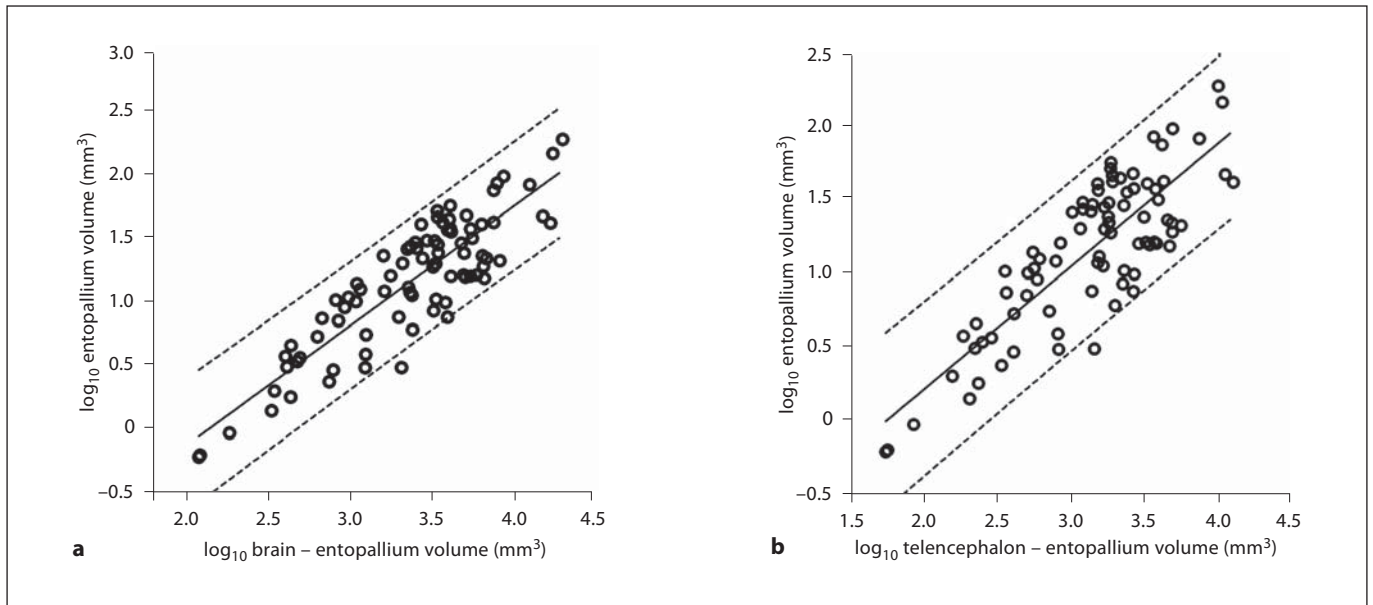 3.0
2.5
2.0
1.5
1.0
0.5
0
–0.5
log10 entopallium volume (mm3)
2.0 2.5 3.0 3.5 4.0 4.5
a
log10 brain – entopallium volume (mm3)
2.5
2.0
1.5
1.0
0.5
0
–0.5
log10 entopallium volume (mm3)
1.5 2.0 2.5 3.0 3.5 4.0 4.5
b
log10 telencephalon – entopallium volume (mm3)